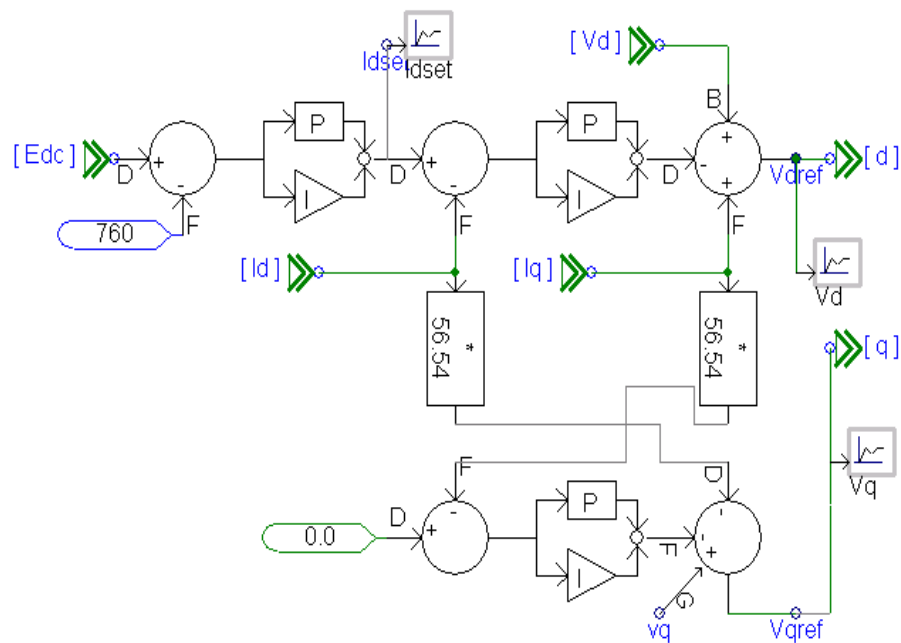 Idset
Idset
[Vd]
B
P
P
+
+
+
-
[Edc]
D
-
D
D
+
Vdref
[d]
I
I
F
F
F
760
[Id]
[Iq]
Vd
*
56.54
*
56.54
[q]
F
D
Vq
0.0
D
+
-
P
-
-
+
F
I
G
vq
Vqref